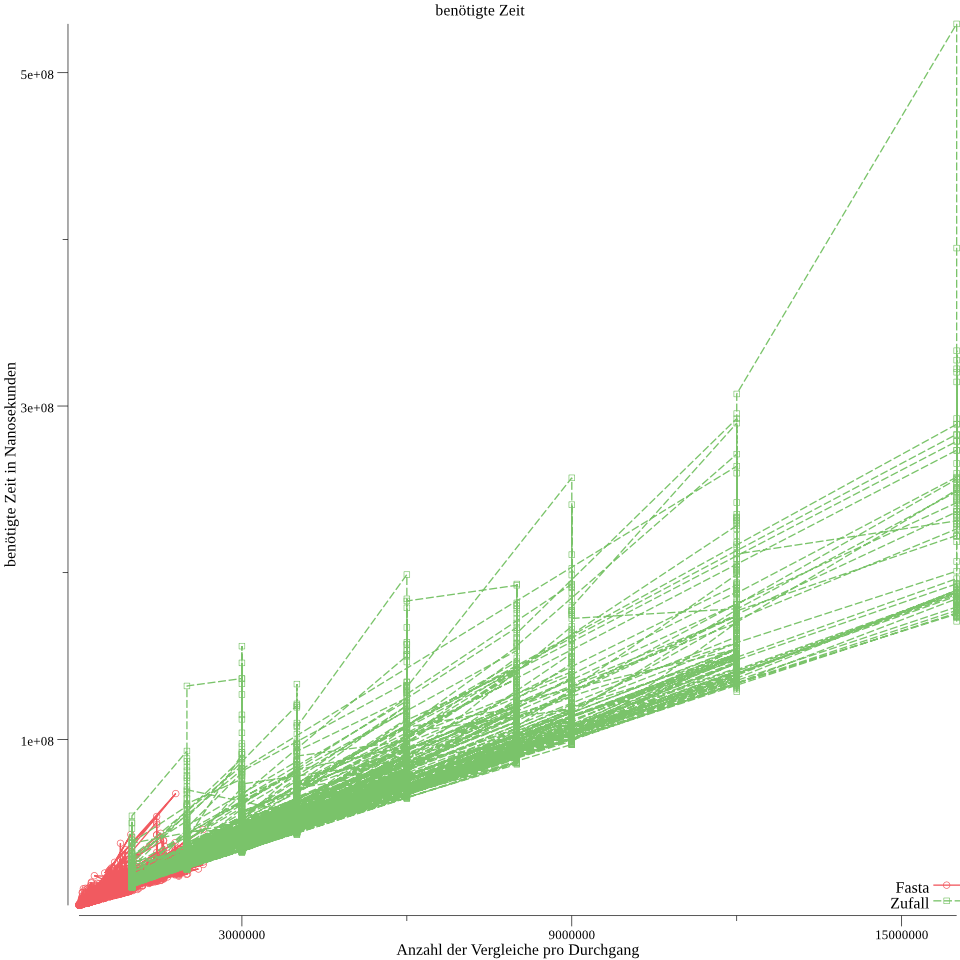 benötigte Zeit
5e+08
3e+08
1e+08
benötigte Zeit in Nanosekunden
Fasta
Zufall
3000000
9000000
15000000
Anzahl der Vergleiche pro Durchgang